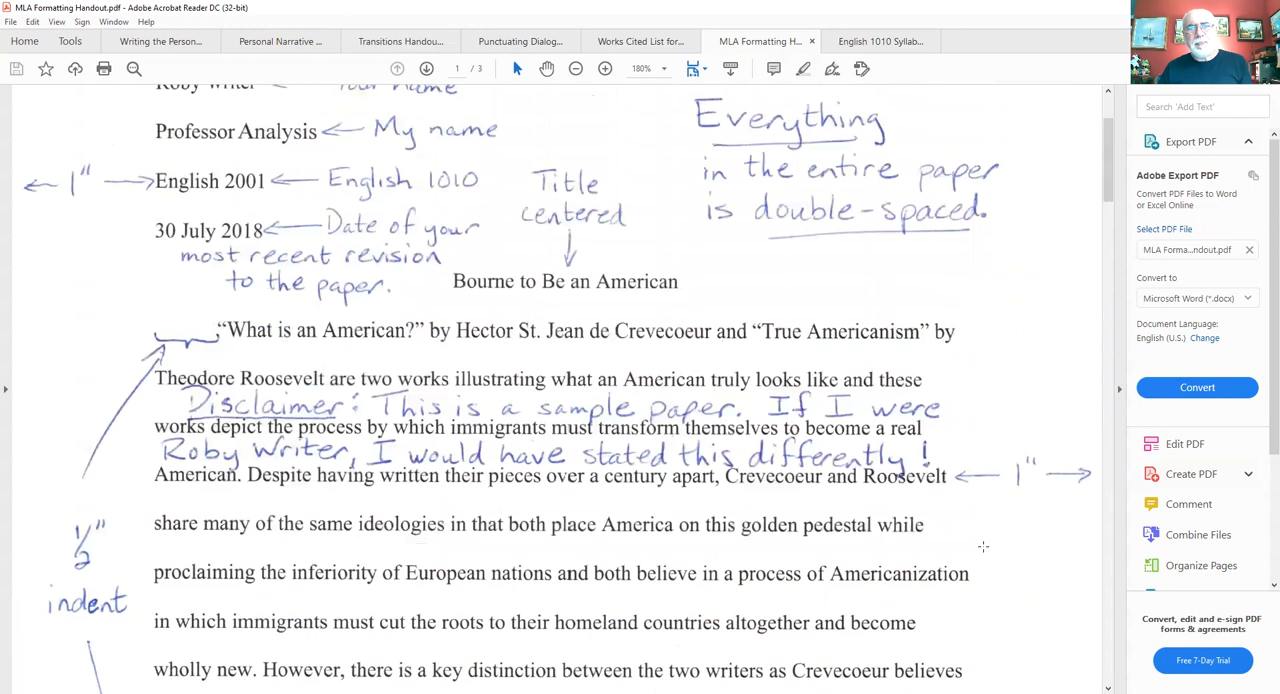 MLA Formatting Handout.pdf - Adobe Acrobat Reader DC (32-bit)
File Edit View Sign Window Help
Home Tools Writing the Person... Personal Narrative ... Transitions Handou... Punctuating Dialog... Works Cited List for... MLA Formatting H... × English 1010 Syllab...
1 / 3 180%
Roby Writer Your name
Professor Analysis My name
Everything
in the entire paper
is double-spaced.
1" English 2001 English 1010
Title
centered
30 July 2018 Date of your
most recent revision
to the paper.
Bourne to Be an American
“What is an American?” by Hector St. Jean de Crevecoeur and “True Americanism” by
Theodore Roosevelt are two works illustrating what an American truly looks like and these
Disclaimer: This is a sample paper. If I were
works depict the process by which immigrants must transform themselves to become a real
Roby Writer, I would have stated this differently!
American. Despite having written their pieces over a century apart, Crevecoeur and Roosevelt 1"
share many of the same ideologies in that both place America on this golden pedestal while
1/2"
indent
proclaiming the inferiority of European nations and both believe in a process of Americanization
in which immigrants must cut the roots to their homeland countries altogether and become
wholly new. However, there is a key distinction between the two writers as Crevecoeur believes
Search 'Add Text'
Export PDF
Adobe Export PDF
Convert PDF Files to Word
or Excel Online
Select PDF File
MLA Forma...ndout.pdf
Convert to
Microsoft Word (*.docx)
Document Language:
English (U.S.) Change
Convert
Edit PDF
Create PDF
Comment
Combine Files
Organize Pages
Convert, edit and e-sign PDF
forms & agreements
Free 7-Day Trial